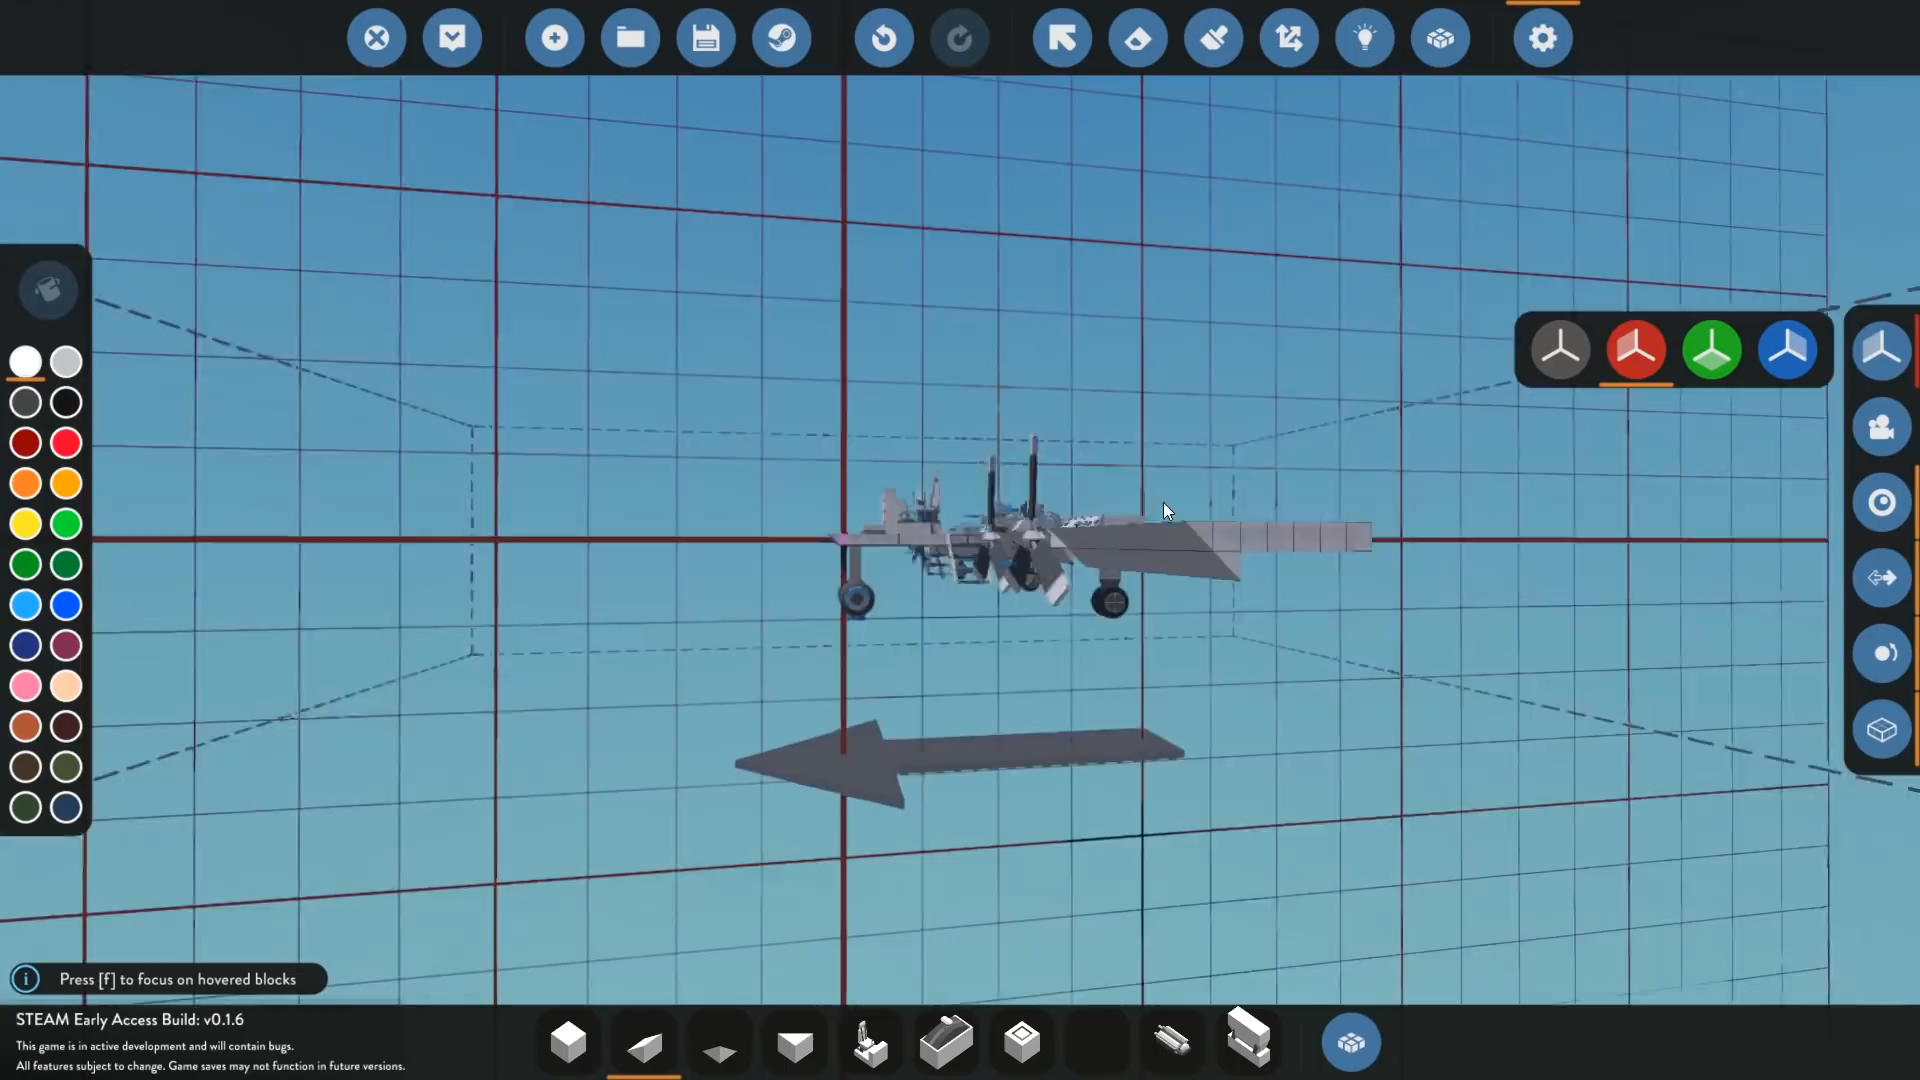 Press [f] to focus on hovered blocks
STEAM Early Access Build: v0.1.6
This game is in active development and will contain bugs.
All features subject to change. Game saves may not function in future versions.